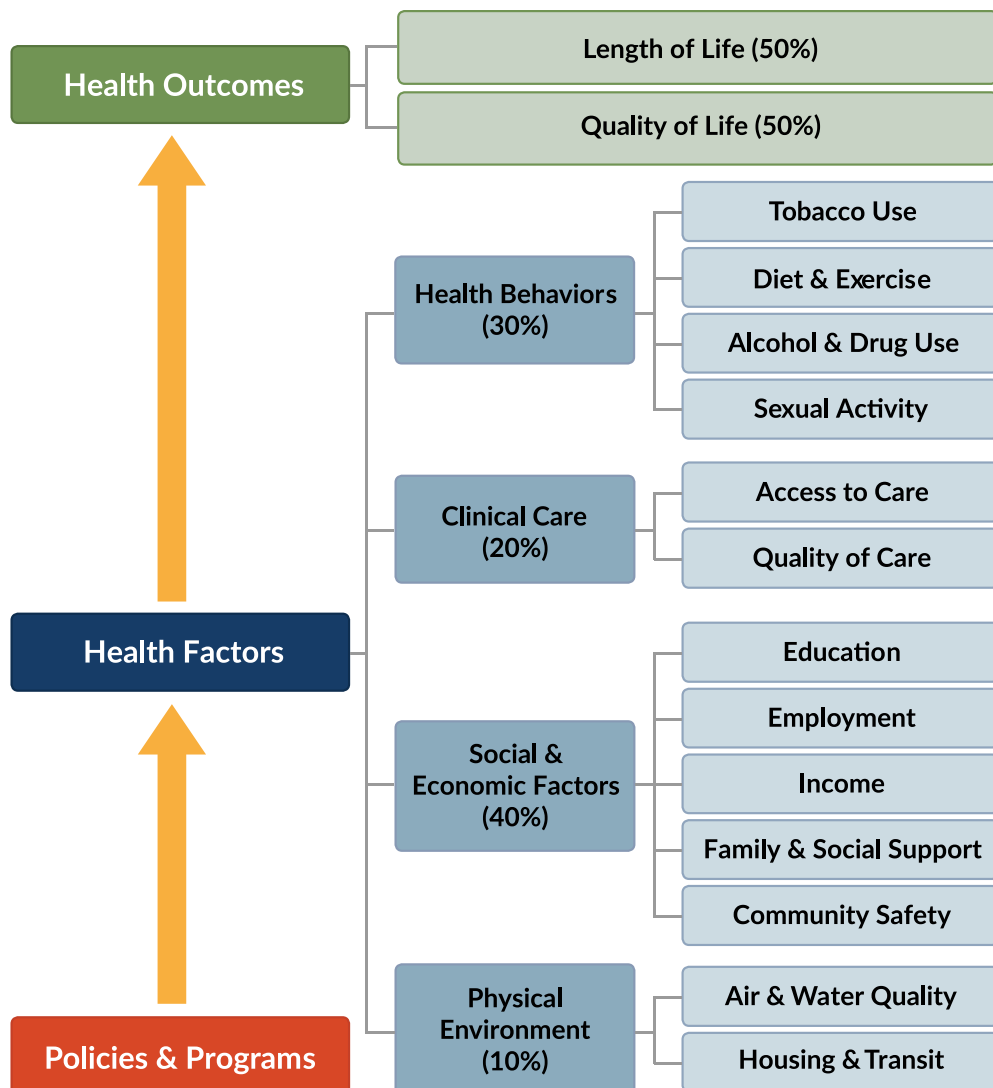 Health Outcomes
Length of Life (50%)
Quality of Life (50%)
Health Factors
Health Behaviors
(30%)
Tobacco Use
Diet & Exercise
Alcohol & Drug Use
Sexual Activity
Clinical Care
(20%)
Access to Care
Quality of Care
Social &
Economic Factors
(40%)
Education
Employment
Income
Family & Social Support
Community Safety
Physical
Environment
(10%)
Air & Water Quality
Housing & Transit
Policies & Programs